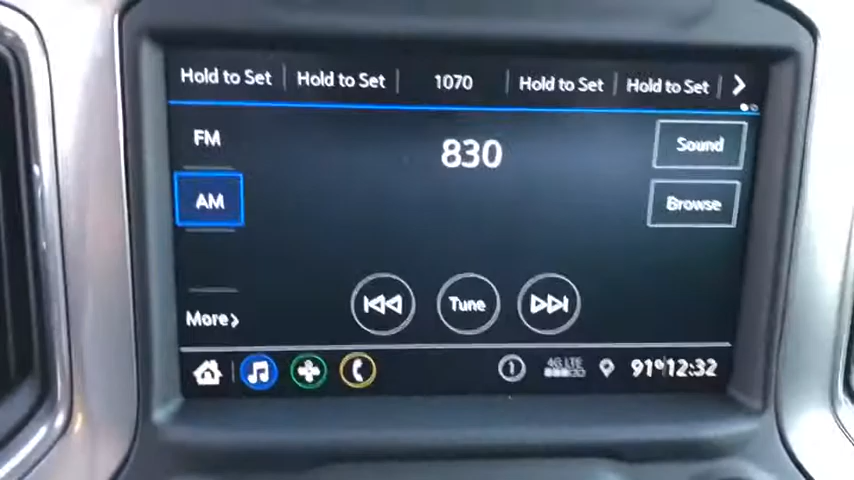 Hold to Set Hold to Set 1070 Hold to Set Hold to Set
FM 830 Sound
AM Browse
More Tune
1 4G LTE 91° 12:32